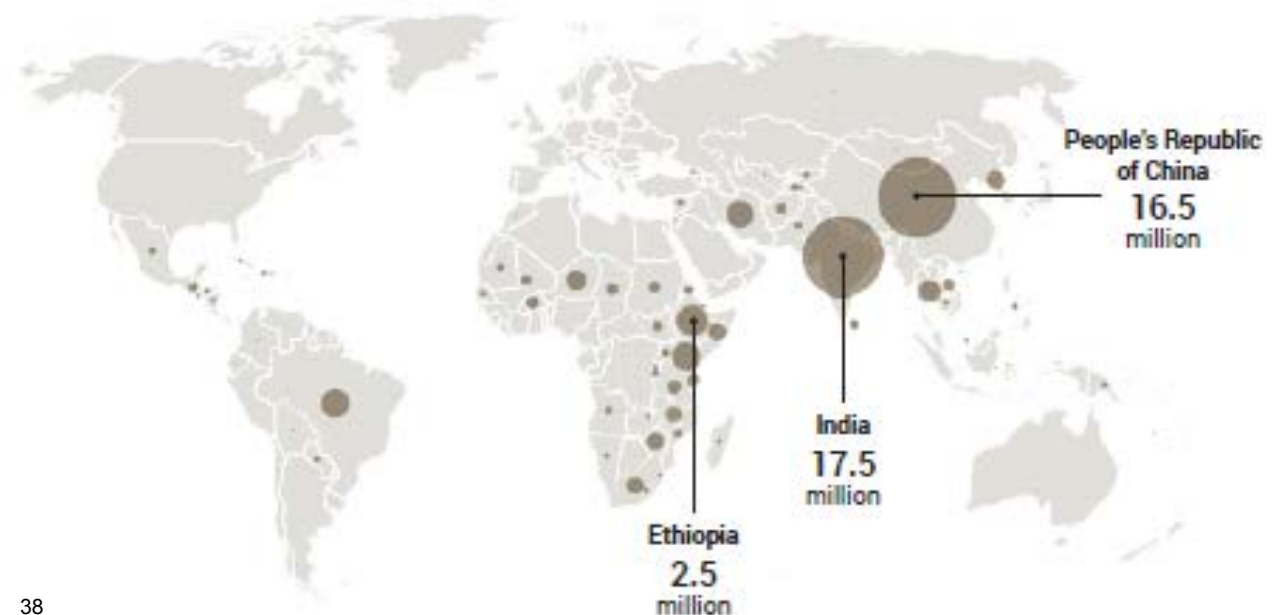 People's Republic
of China
16.5
million
India
17.5
million
Ethiopia
2.5
million
38